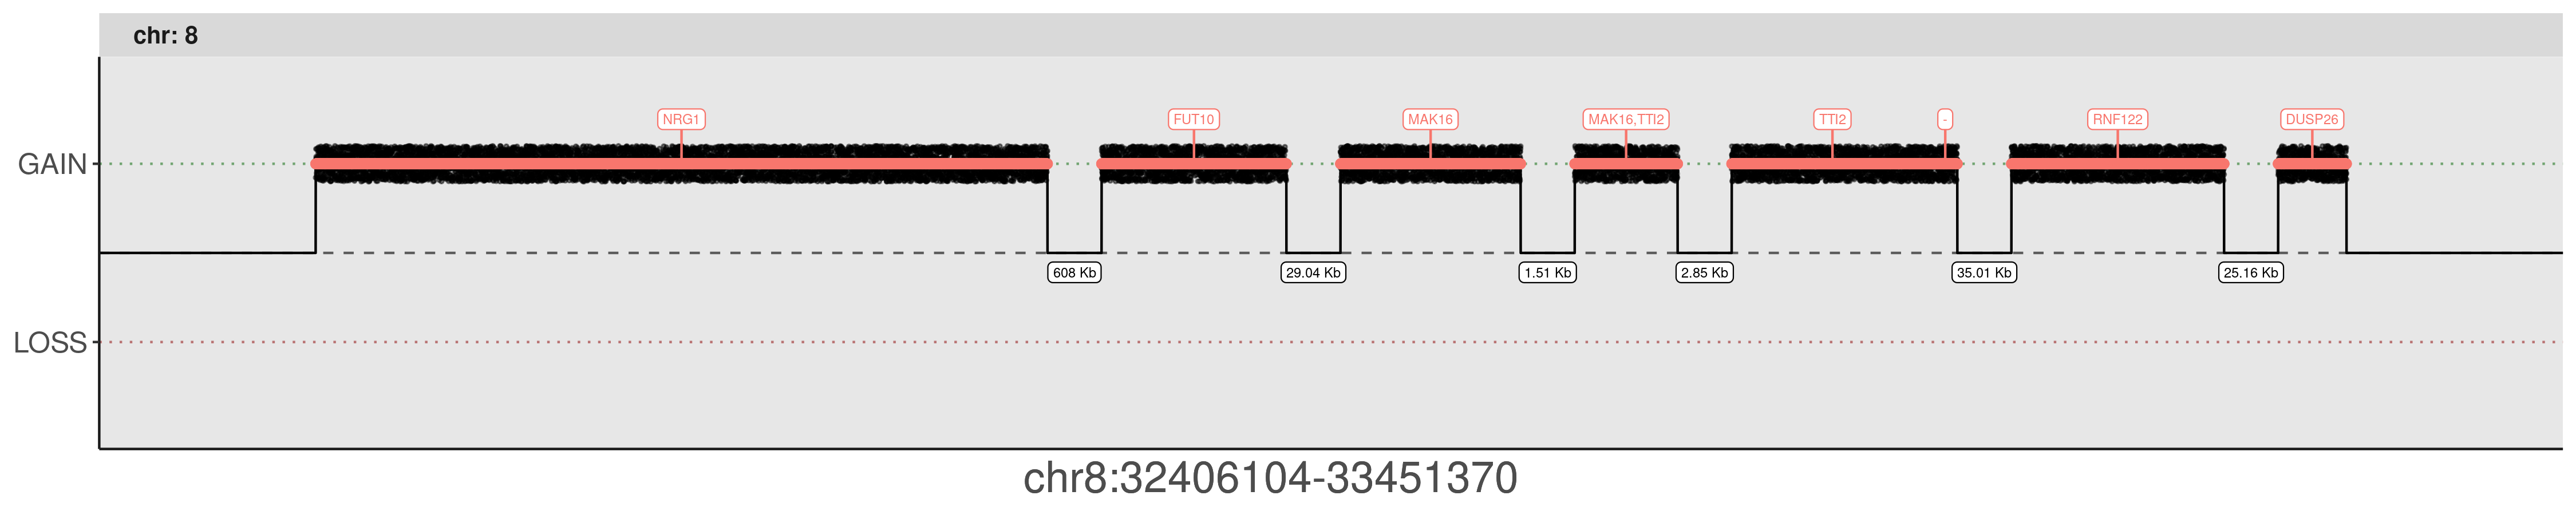 chr: 8
NRG1 FUT10 MAK16 MAK16,TTI2 TTI2 - RNF122 DUSP26
GAIN
608 Kb 29.04 Kb 1.51 Kb 2.85 Kb 35.01 Kb 25.16 Kb
LOSS
chr8:32406104-33451370